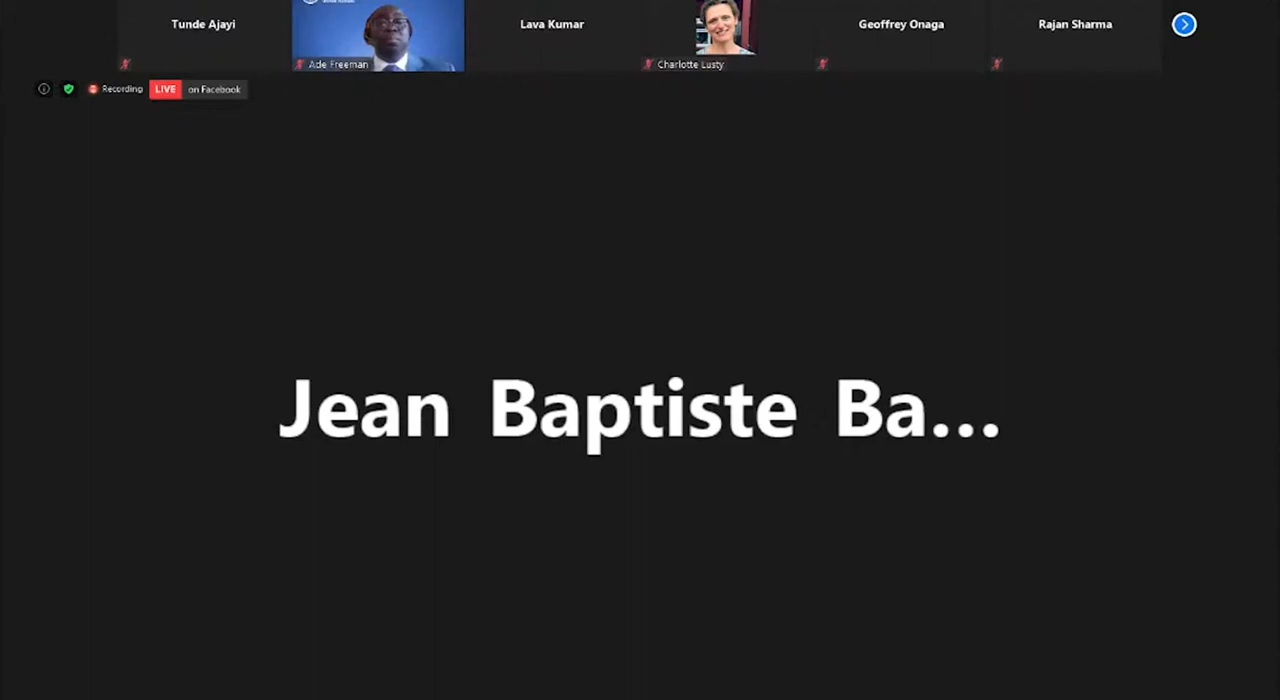 Tunde Ajayi
Ade Freeman
Lava Kumar
Charlotte Lusty
Geoffrey Onaga
Rajan Sharma
Recording
LIVE on Facebook
Jean Baptiste Ba...